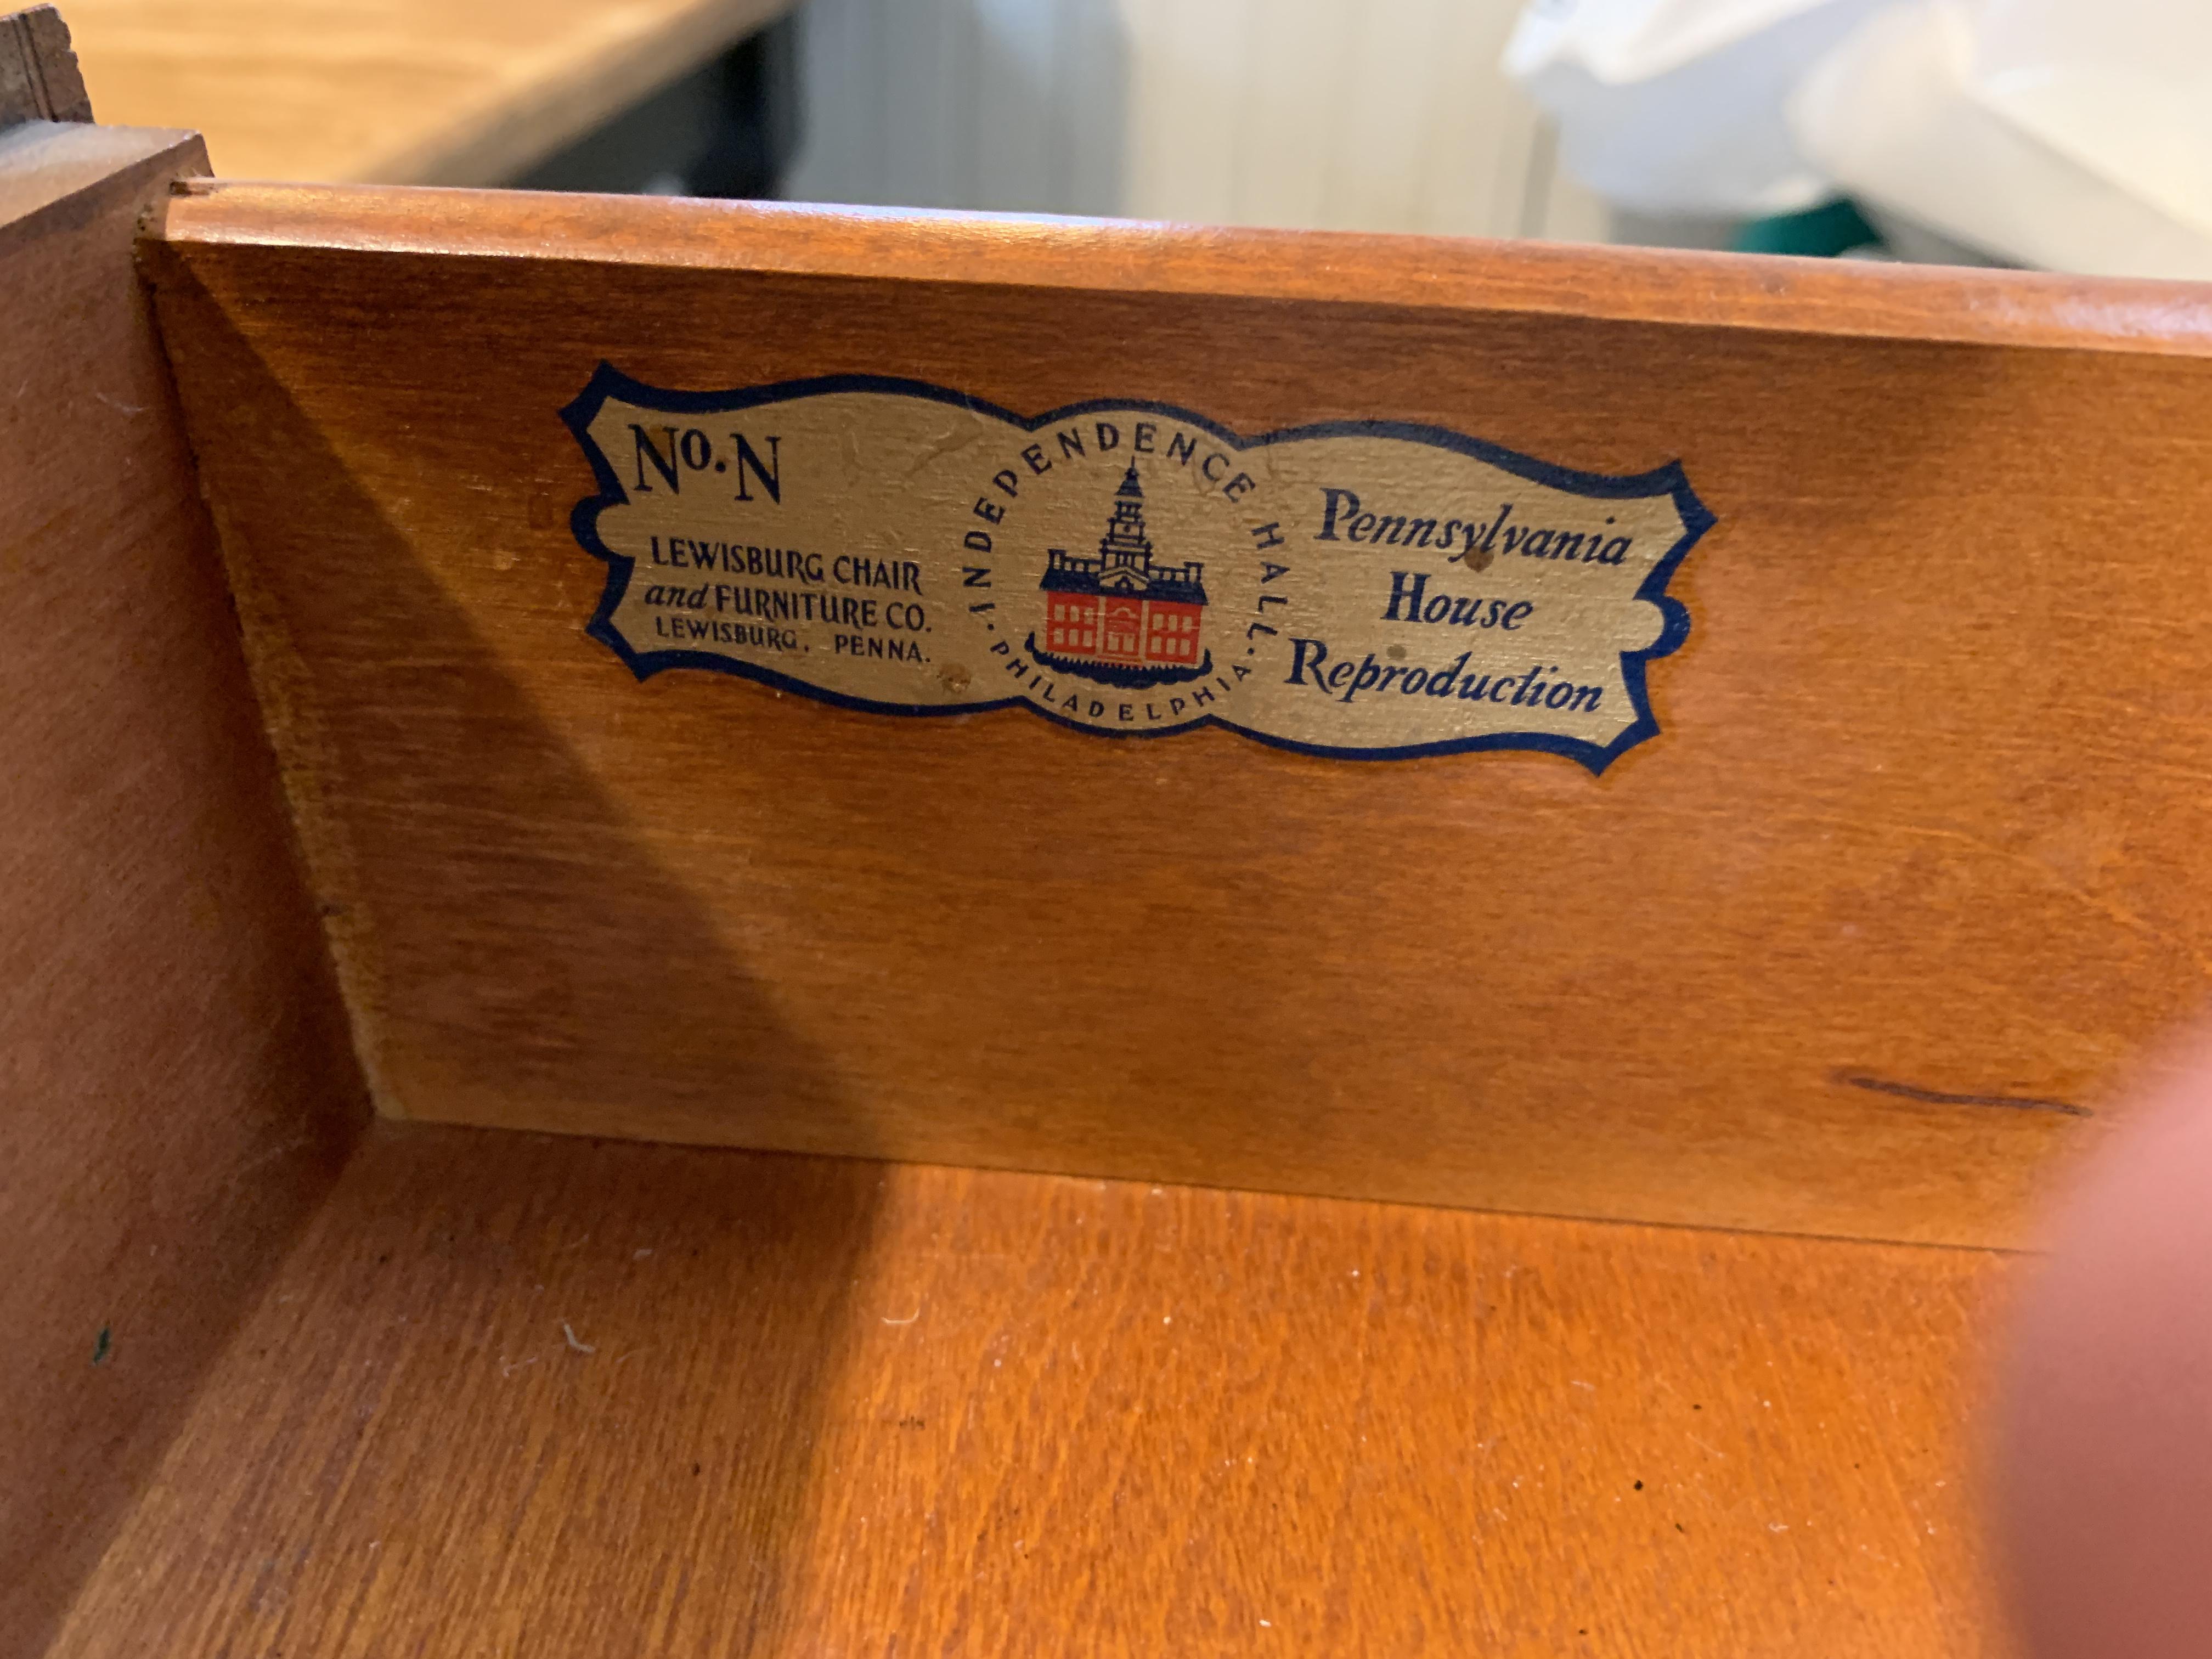 No. N
LEWISBURG CHAIR
and FURNITURE CO.
LEWISBURG, PENNA.
INDEPENDENCE HALL
PHILADELPHIA
Pennsylvania
House
Reproduction